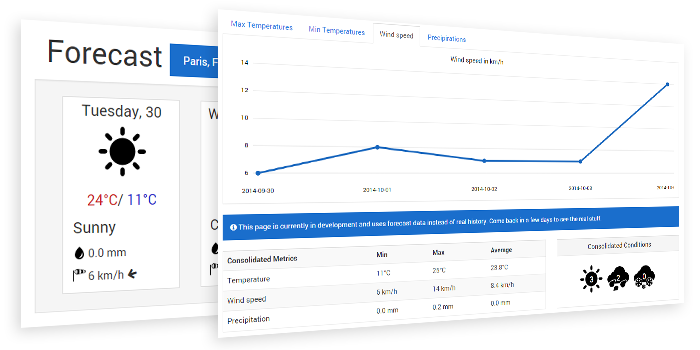 Forecast
Paris, F
Tuesday, 30
24°C/ 11°C
Sunny
0.0 mm
6 km/h
W
C
Max Temperatures
Min Temperatures
Wind speed
Precipitations
Wind speed in km/h
14
12
10
8
6
2014-09-30
2014-10-01
2014-10-02
2014-10-03
This page is currently in development and uses forecast data instead of real history. Come back in a few days to see the real stuff
Consolidated Metrics Min Max Average
Temperature 11°C 25°C 23.8°C
Wind speed 6 km/h 14 km/h 8.4 km/h
Precipitation 0.0 mm 0.2 mm 0.0 mm
Consolidated Conditions
3
2